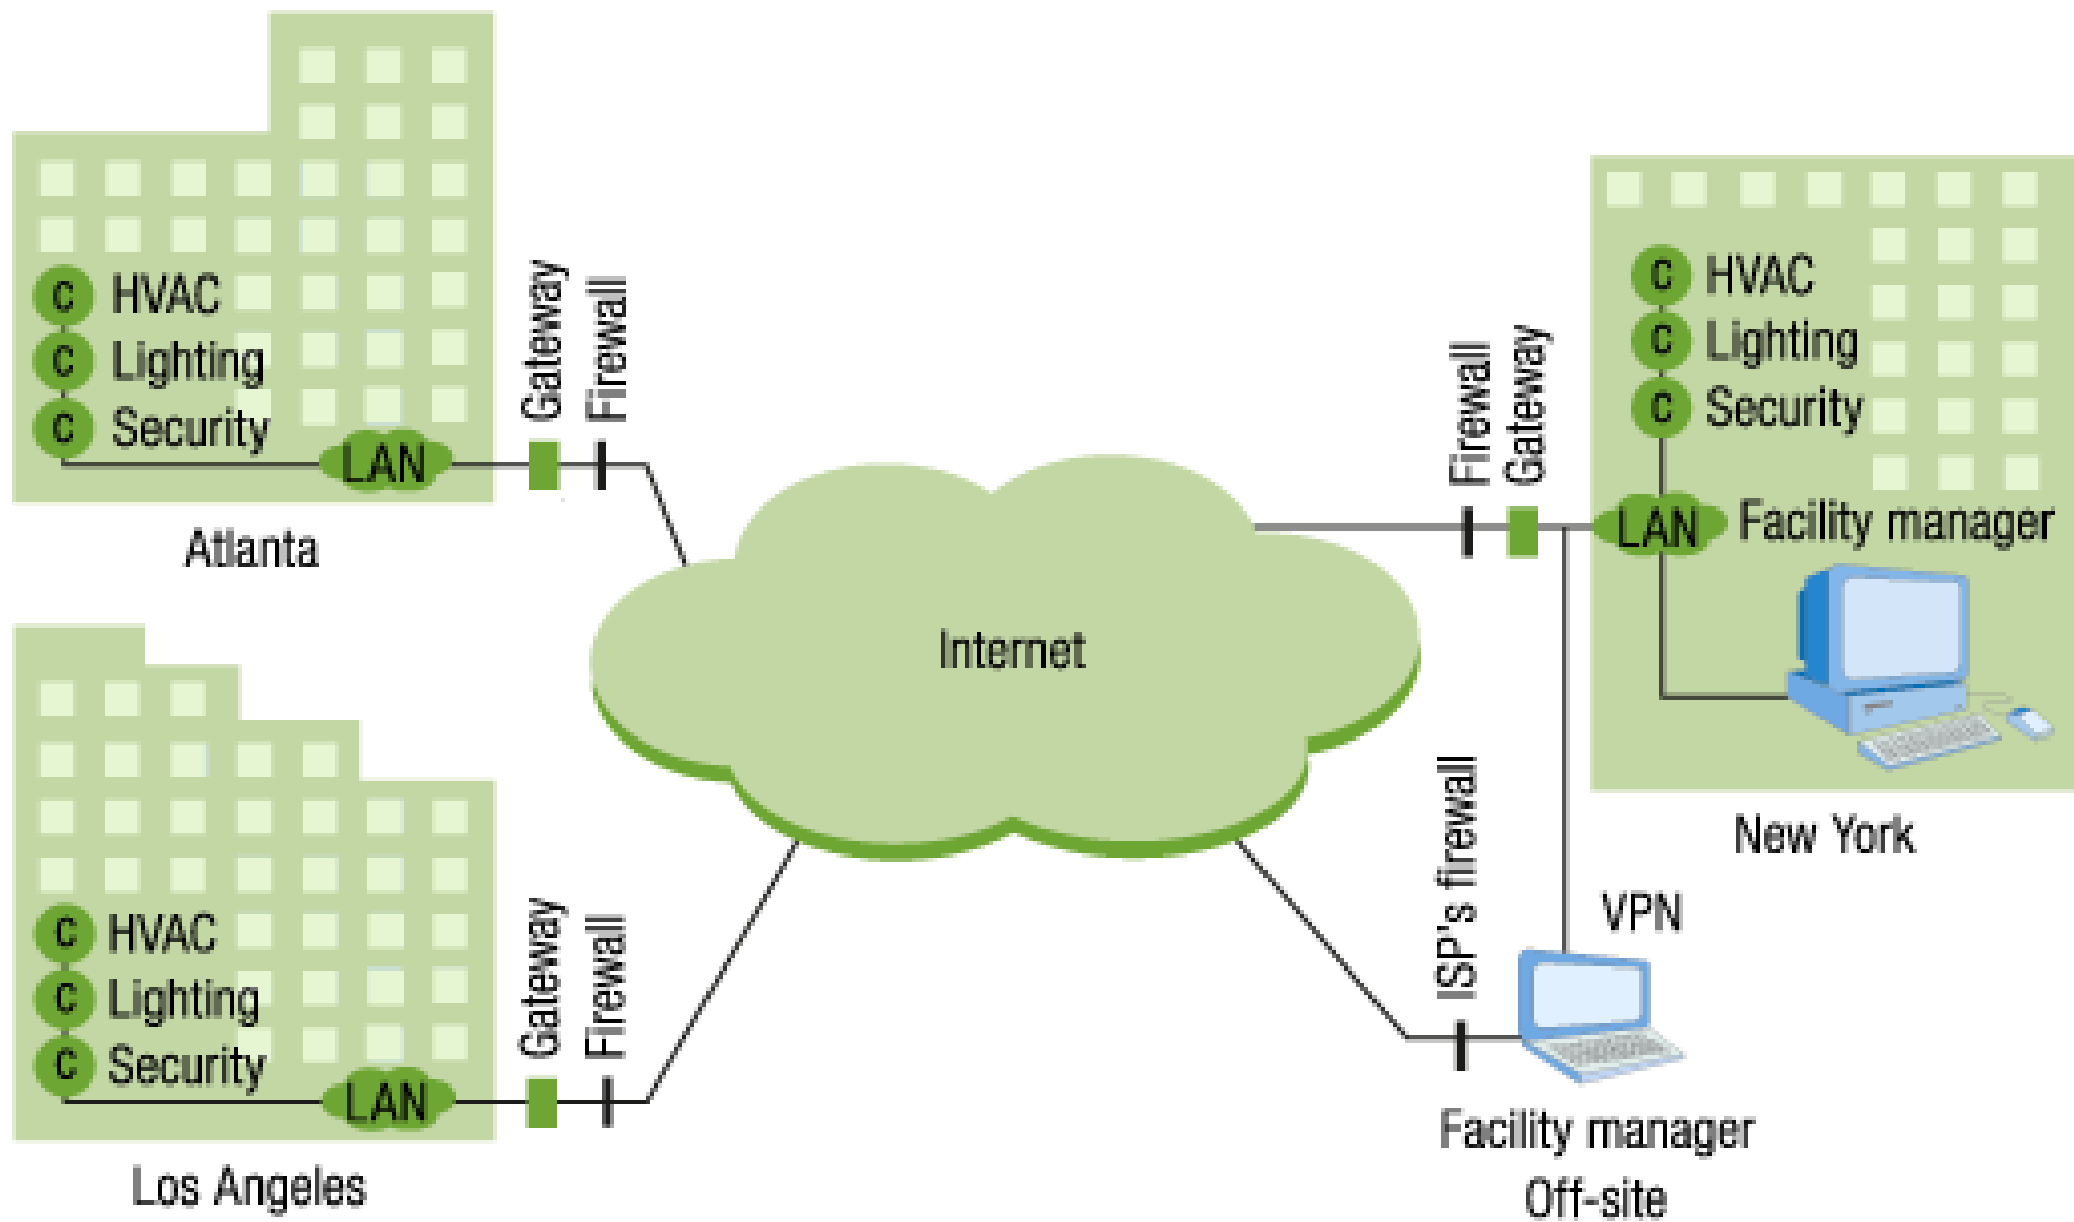 C HVAC
C Lighting
C Security
LAN
Gateway
Firewall
Atlanta
Internet
Firewall
Gateway
C HVAC
C Lighting
C Security
LAN
Facility manager
New York
C HVAC
C Lighting
C Security
LAN
Gateway
Firewall
Los Angeles
ISP's firewall
VPN
Facility manager
Off-site